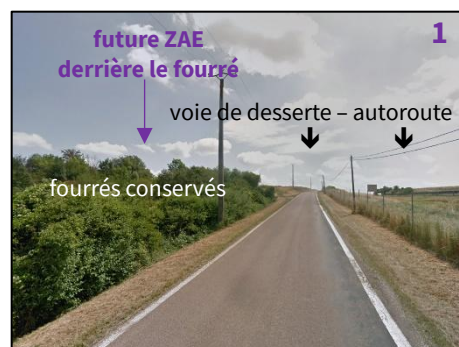 future ZAE
1
derrière le fourré
voie de desserte – autoroute
fourrés conservés